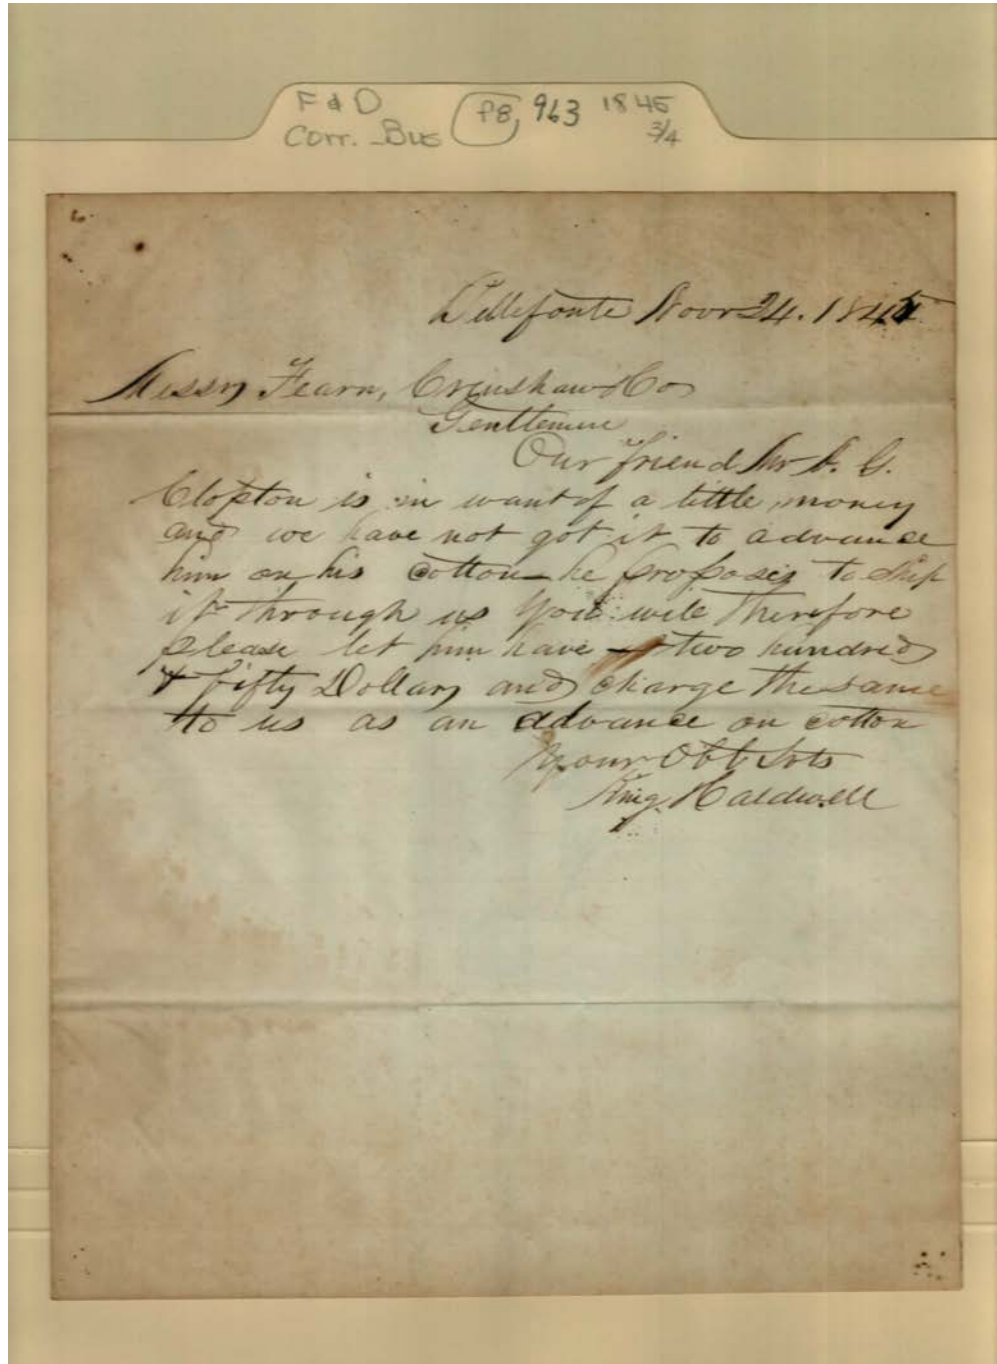 F & D
Corr. Bus
P8, 963 1845
3/4
Bellefonte Novr 24. 1845
Messrs Fearn, Crenshaw & Co
Gentlemen
Our friend Mr G.
Clopton is in want of a little money
and we have not got it to advance
him on his cotton he proposes to ship
it through us You will therefore
please let him have two hundred
& fifty Dollars and charge the same
to us as an advance on cotton
Your Obt Svts
King & Caldwell